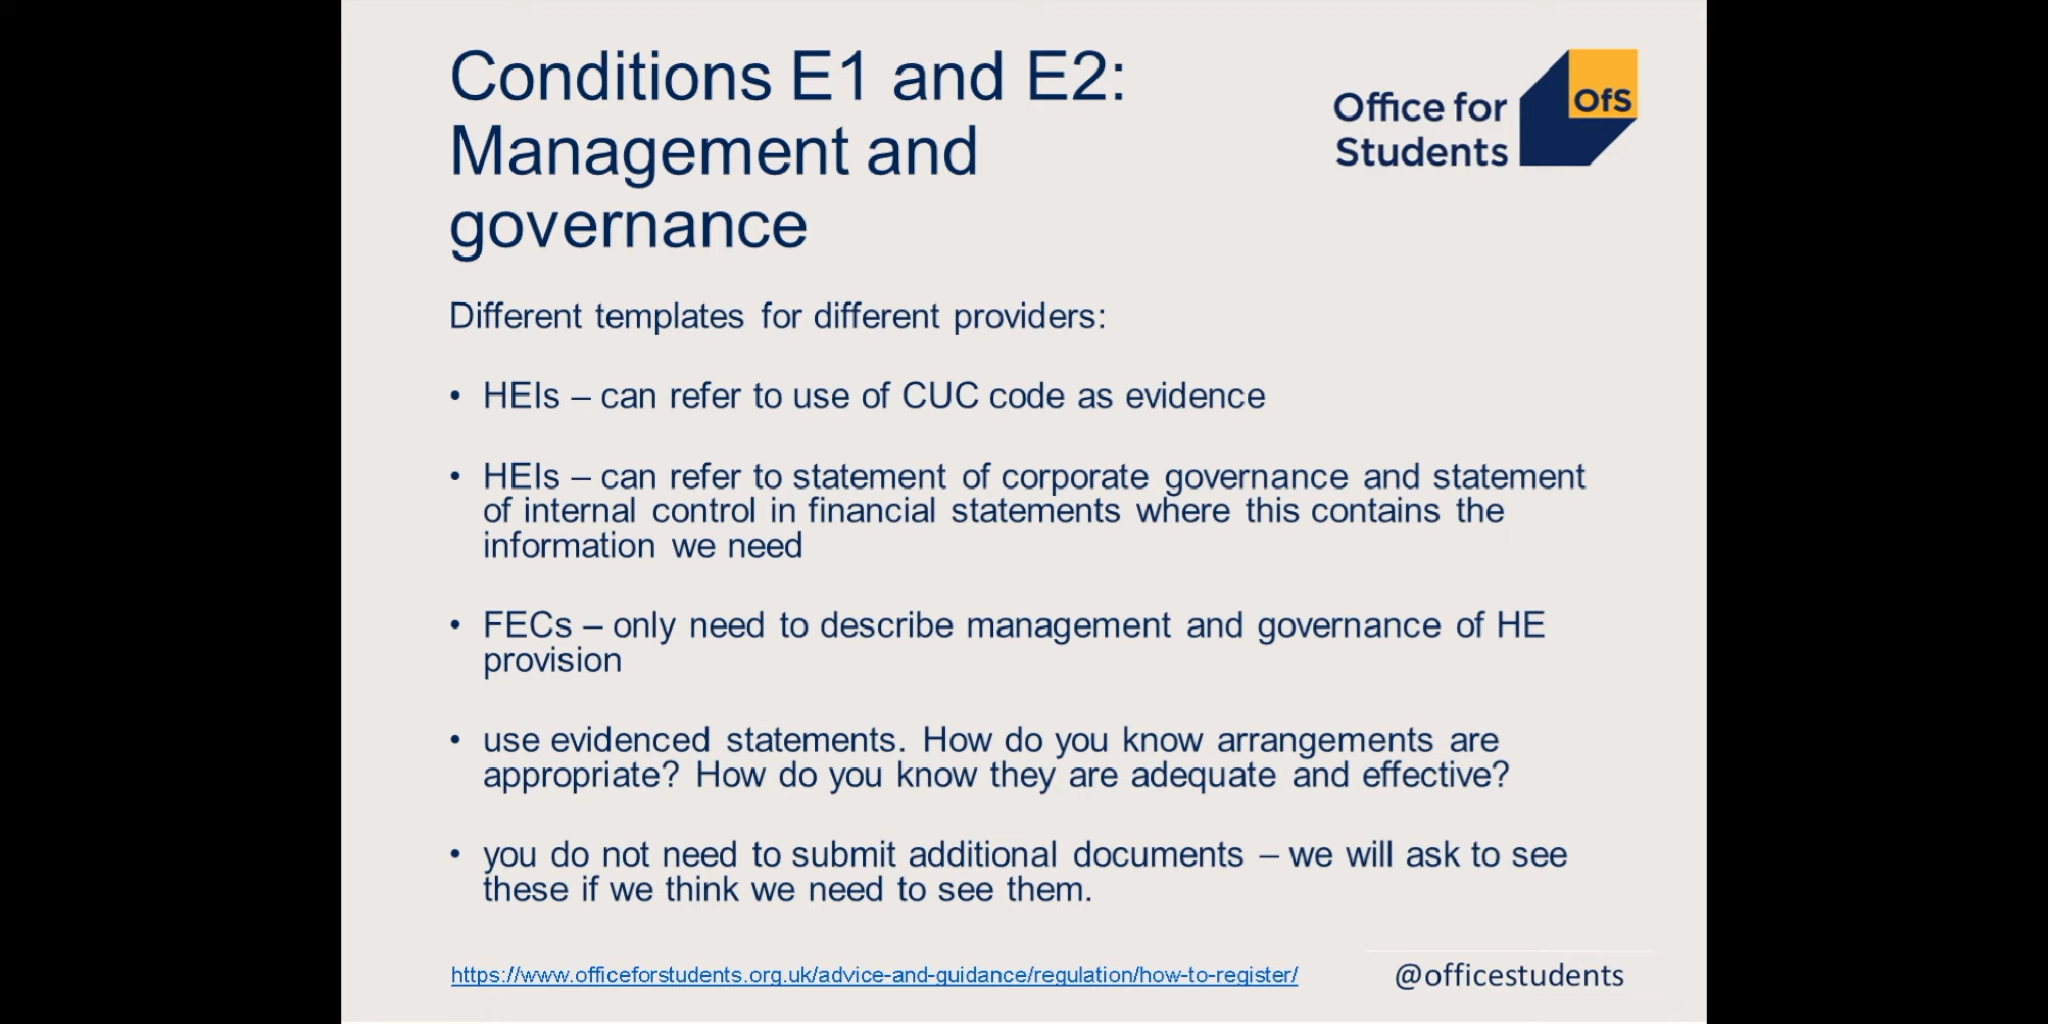 Conditions E1 and E2:
Management and
governance
Office for
Students
OfS
Different templates for different providers:
• HEIs – can refer to use of CUC code as evidence
• HEIs – can refer to statement of corporate governance and statement
of internal control in financial statements where this contains the
information we need
• FECs – only need to describe management and governance of HE
provision
• use evidenced statements. How do you know arrangements are
appropriate? How do you know they are adequate and effective?
• you do not need to submit additional documents – we will ask to see
these if we think we need to see them.
https://www.officeforstudents.org.uk/advice-and-guidance/regulation/how-to-register/
@officestudents